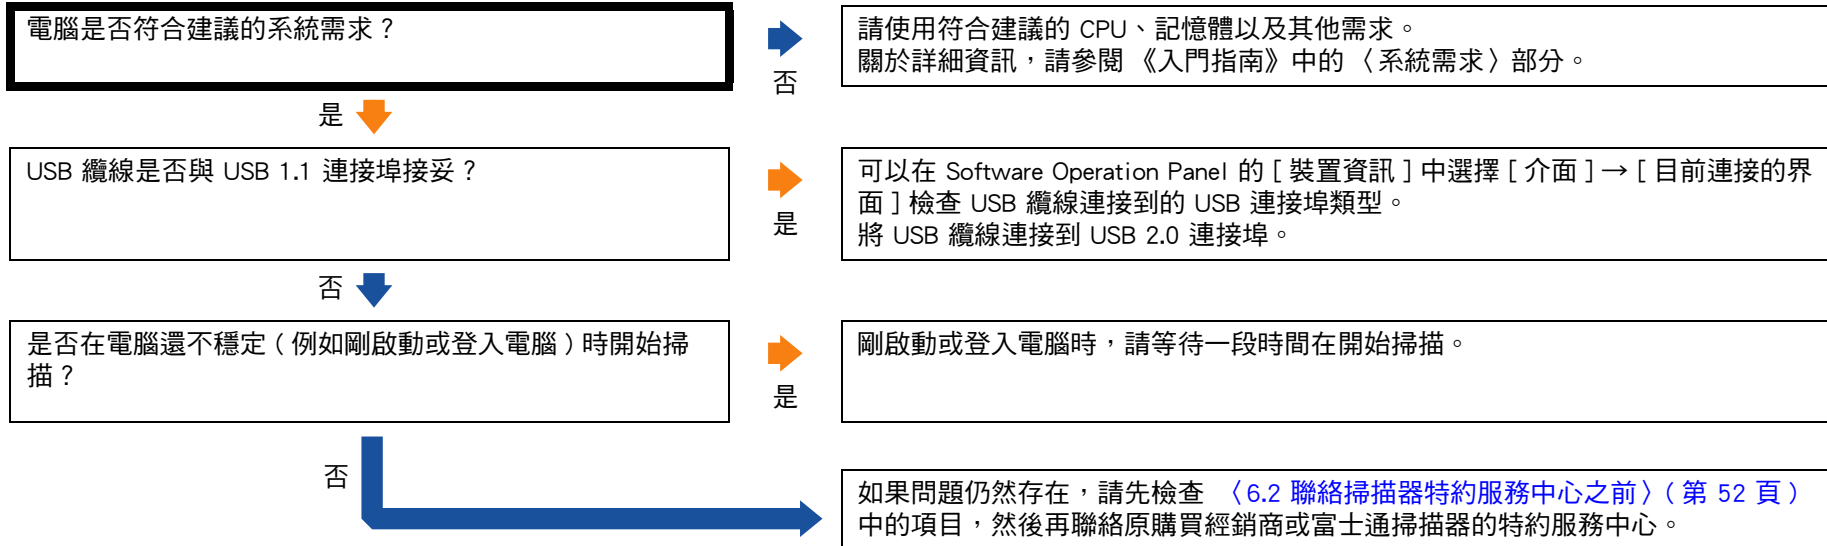 電腦是否符合建議的系統需求？
否
請使用符合建議的 CPU、記憶體以及其他需求。
關於詳細資訊，請參閱 《入門指南》中的 〈系統需求〉部分。
是
USB 纜線是否與 USB 1.1 連接埠接妥？
是
可以在 Software Operation Panel 的 [ 裝置資訊 ] 中選擇 [ 介面 ] → [ 目前連接的界
面 ] 檢查 USB 纜線連接到的 USB 連接埠類型。
將 USB 纜線連接到 USB 2.0 連接埠。
否
是否在電腦還不穩定 ( 例如剛啟動或登入電腦 ) 時開始掃
描？
是
剛啟動或登入電腦時，請等待一段時間在開始掃描。
否
如果問題仍然存在，請先檢查 〈6.2 聯絡掃描器特約服務中心之前〉( 第 52 頁 )
中的項目，然後再聯絡原購買經銷商或富士通掃描器的特約服務中心。